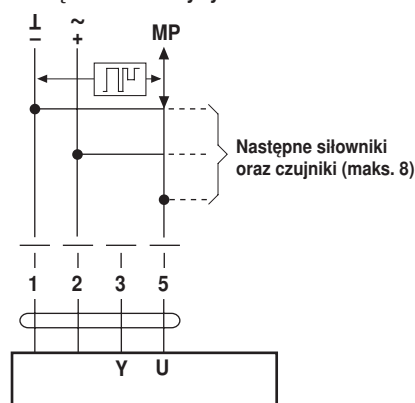 ⊥ ~
– + MP
Następne siłowniki
oraz czujniki (maks. 8)
1 2 3 5
Y U